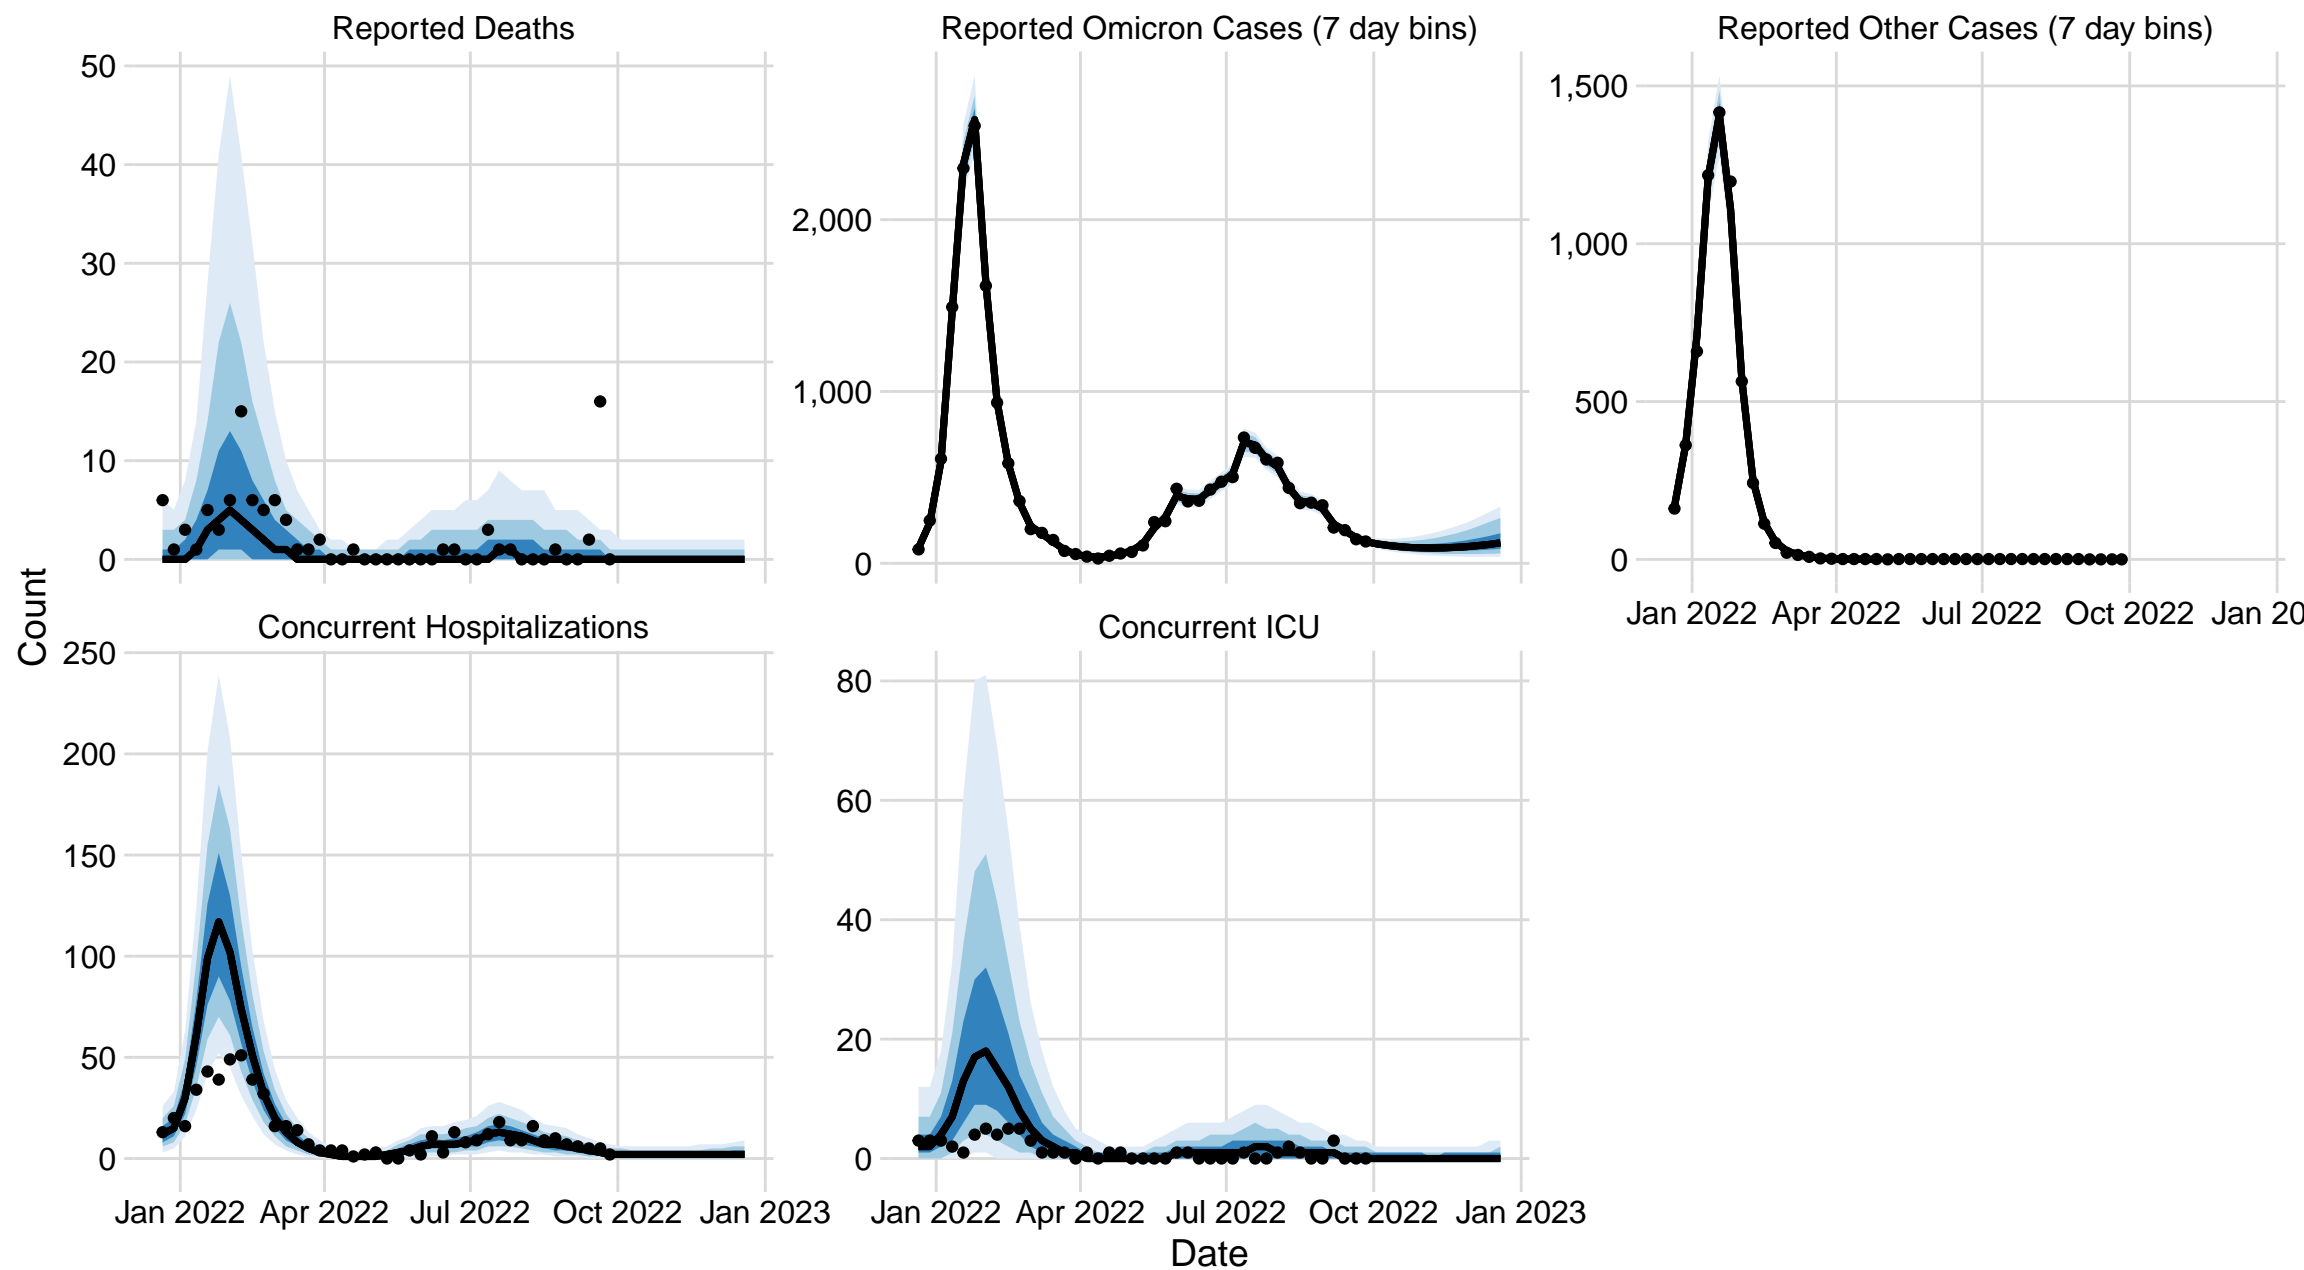 Reported Deaths
Reported Omicron Cases (7 day bins)
Reported Other Cases (7 day bins)
50
40
30
20
10
0
2,000
1,000
0
1,500
1,000
500
0
Jan 2022 Apr 2022 Jul 2022 Oct 2022 Jan 20
Count
Concurrent Hospitalizations
Concurrent ICU
250
200
150
100
50
0
80
60
40
20
0
Jan 2022 Apr 2022 Jul 2022 Oct 2022 Jan 2023
Jan 2022 Apr 2022 Jul 2022 Oct 2022 Jan 2023
Date